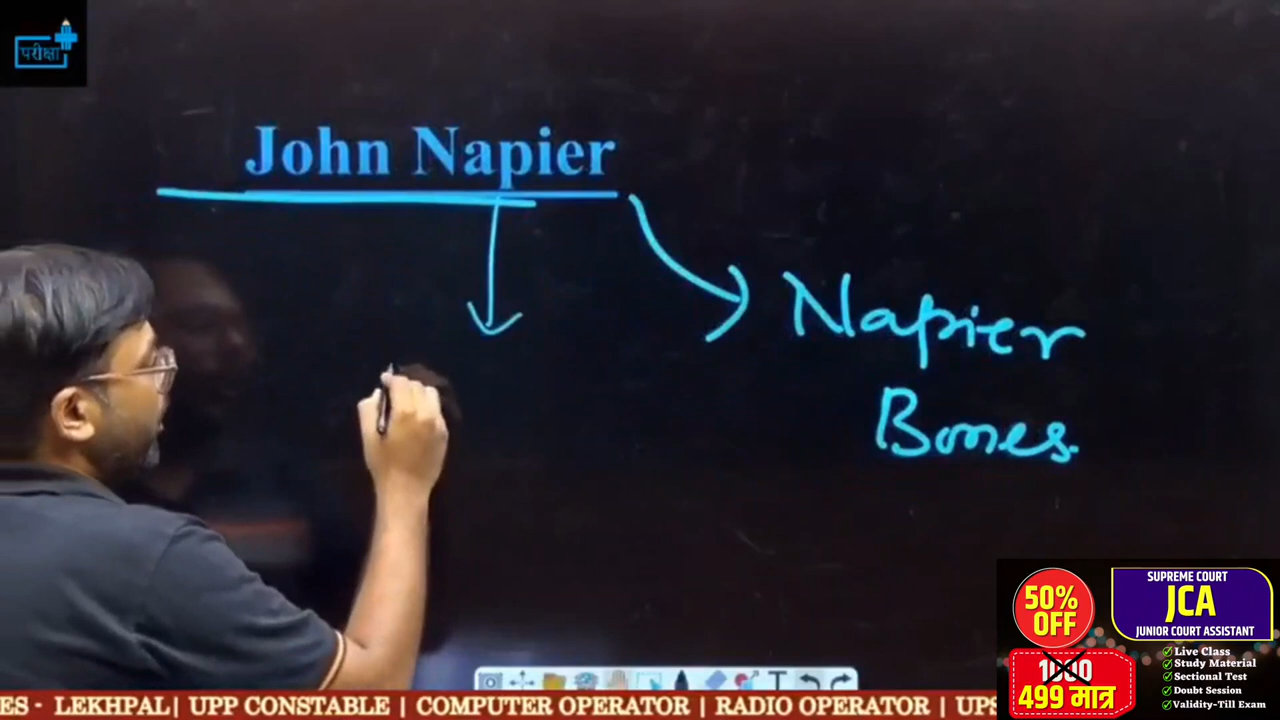 परीक्षा
John Napier
Napier
Bones.
50%
OFF
1000
499 मात्र
SUPREME COURT
JCA
JUNIOR COURT ASSISTANT
Live Class
Study Material
Sectional Test
Doubt Session
Validity-Till Exam
ES - LEKHPAL| UPP CONSTABLE | COMPUTER OPERATOR | RADIO OPERATOR | UPS